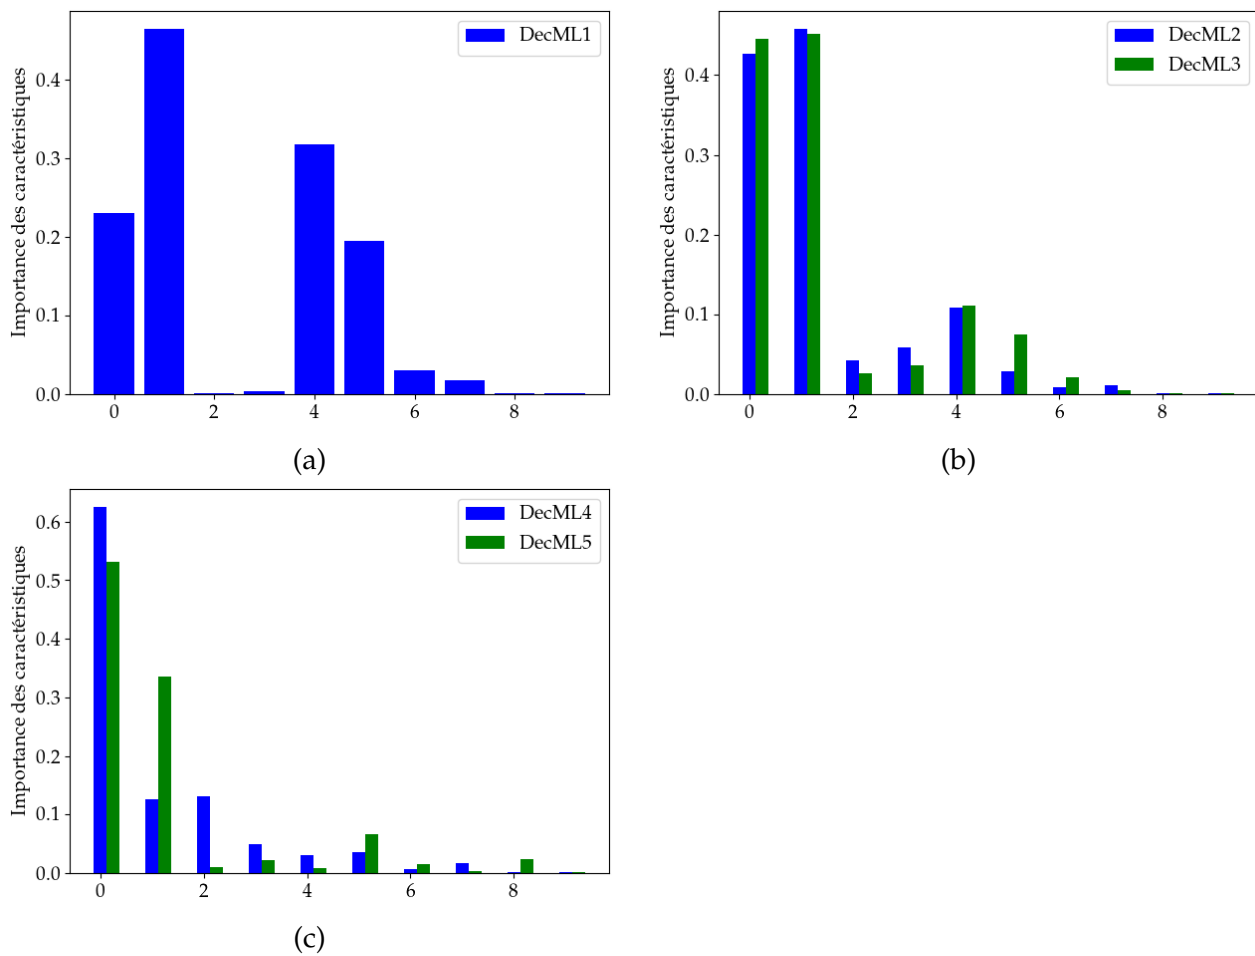 DecML1
Importance des caractéristiques
0.4
0.3
0.2
0.1
0.0
0 2 4 6 8
(a)
DecML2
DecML3
Importance des caractéristiques
0.4
0.3
0.2
0.1
0.0
0 2 4 6 8
(b)
DecML4
DecML5
Importance des caractéristiques
0.6
0.5
0.4
0.3
0.2
0.1
0.0
0 2 4 6 8
(c)